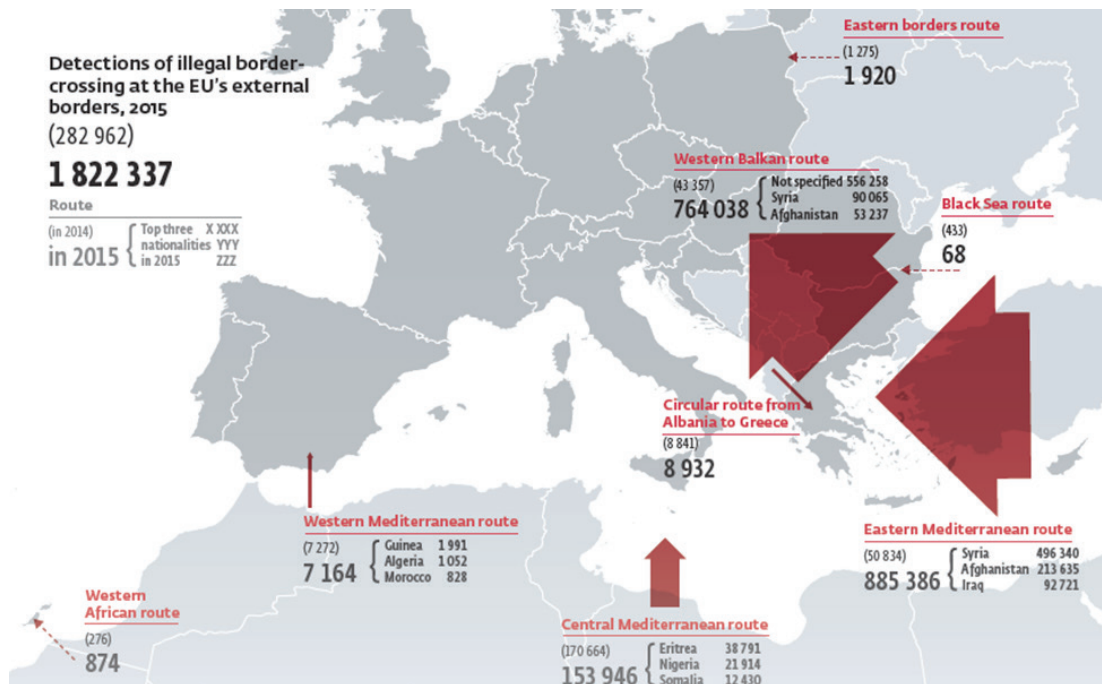 Detections of illegal border-
crossing at the EU's external
borders, 2015
(282 962)
1 822 337
Route
(in 2014)
in 2015
Top three X XXX
nationalities YYY
in 2015 ZZZ
Eastern borders route
(1 275)
1 920
Western Balkan route
(43 357)
764 038
Not specified 556 258
Syria 90 065
Afghanistan 53 237
Black Sea route
(433)
68
Circular route from
Albania to Greece
(8 841)
8 932
Eastern Mediterranean route
(50 834)
885 386
Syria 496 340
Afghanistan 213 635
Iraq 92 721
Western Mediterranean route
(7 272)
7 164
Guinea 1 991
Algeria 1 052
Morocco 828
Western
African route
(276)
874
Central Mediterranean route
(170 664)
153 946
Eritrea 38 791
Nigeria 21 914
Somalia 12 430